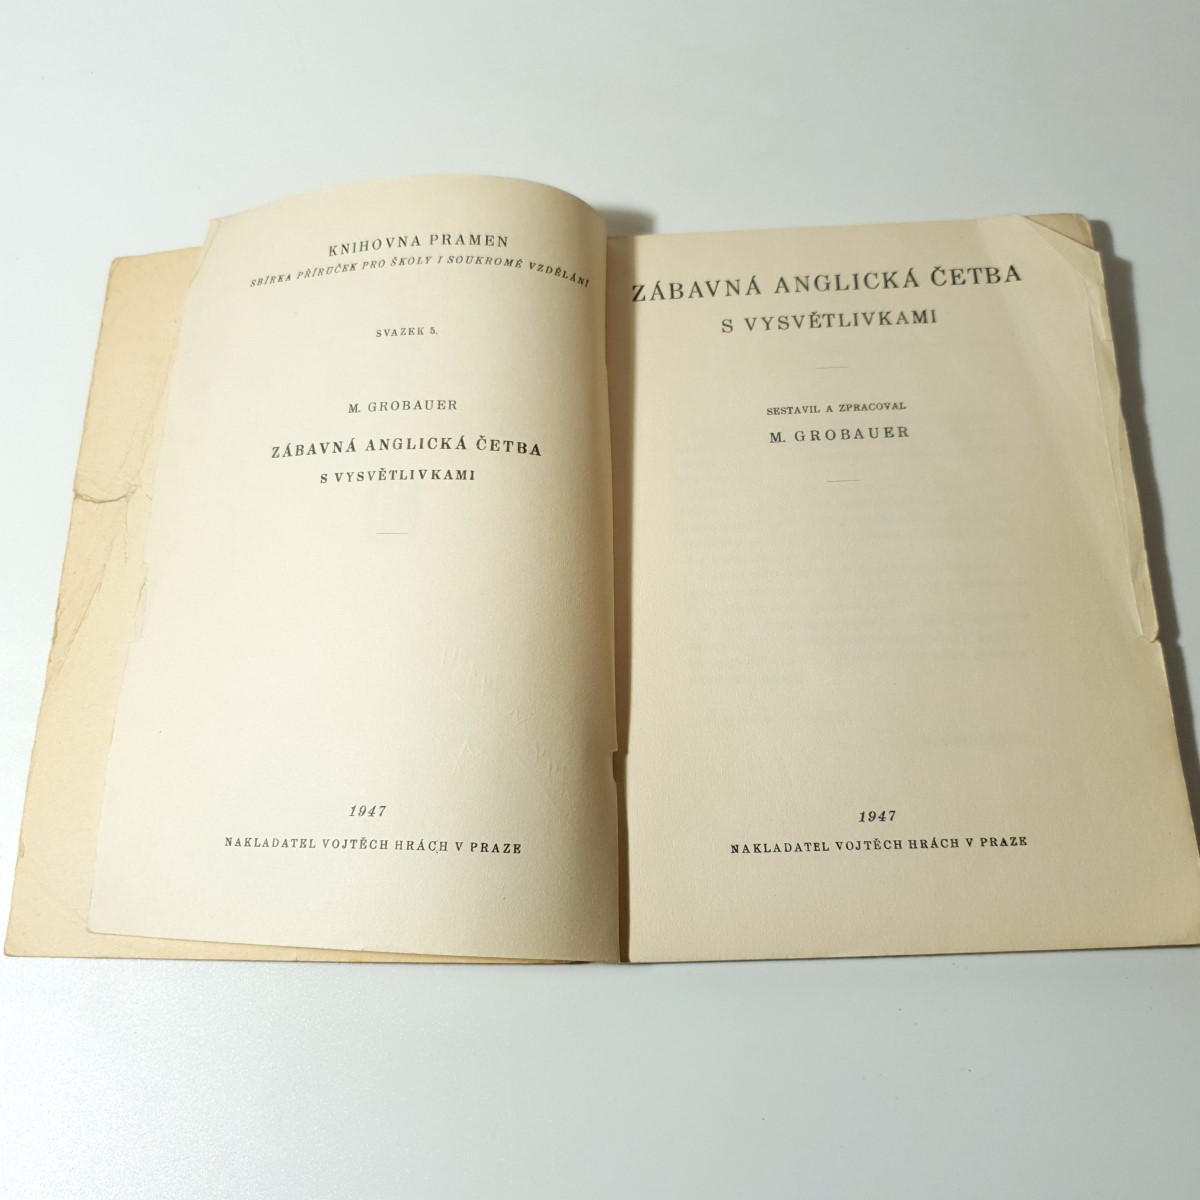 KNIHOVNA PRAMEN
SBÍRKA PŘÍRUČEK PRO ŠKOLY I SOUKROMÉ VZDĚLÁNÍ
SVAZEK 5.
M. GROBAUER
ZÁBAVNÁ ANGLICKÁ ČETBA
S VYSVĚTLIVKAMI
1947
NAKLADATEL VOJTĚCH HRÁCH V PRAZE
ZÁBAVNÁ ANGLICKÁ ČETBA
S VYSVĚTLIVKAMI
SESTAVIL A ZPRACOVAL
M. GROBAUER
1947
NAKLADATEL VOJTĚCH HRÁCH V PRAZE